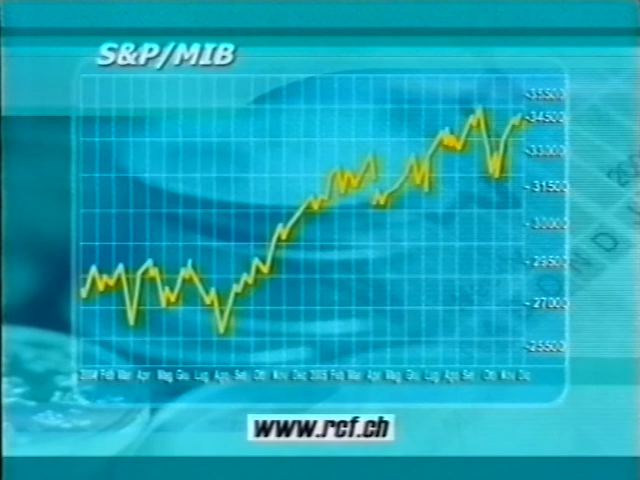 S&P/MIB
35500
34500
33000
31500
30000
28500
27000
25500
2004 Feb Mar Apr Mag Giu Lug Ago Set Ott Nov Dic 2005 Feb Mar Apr Mag Giu Lug Ago Set Ott Nov Dic
www.rcf.ch